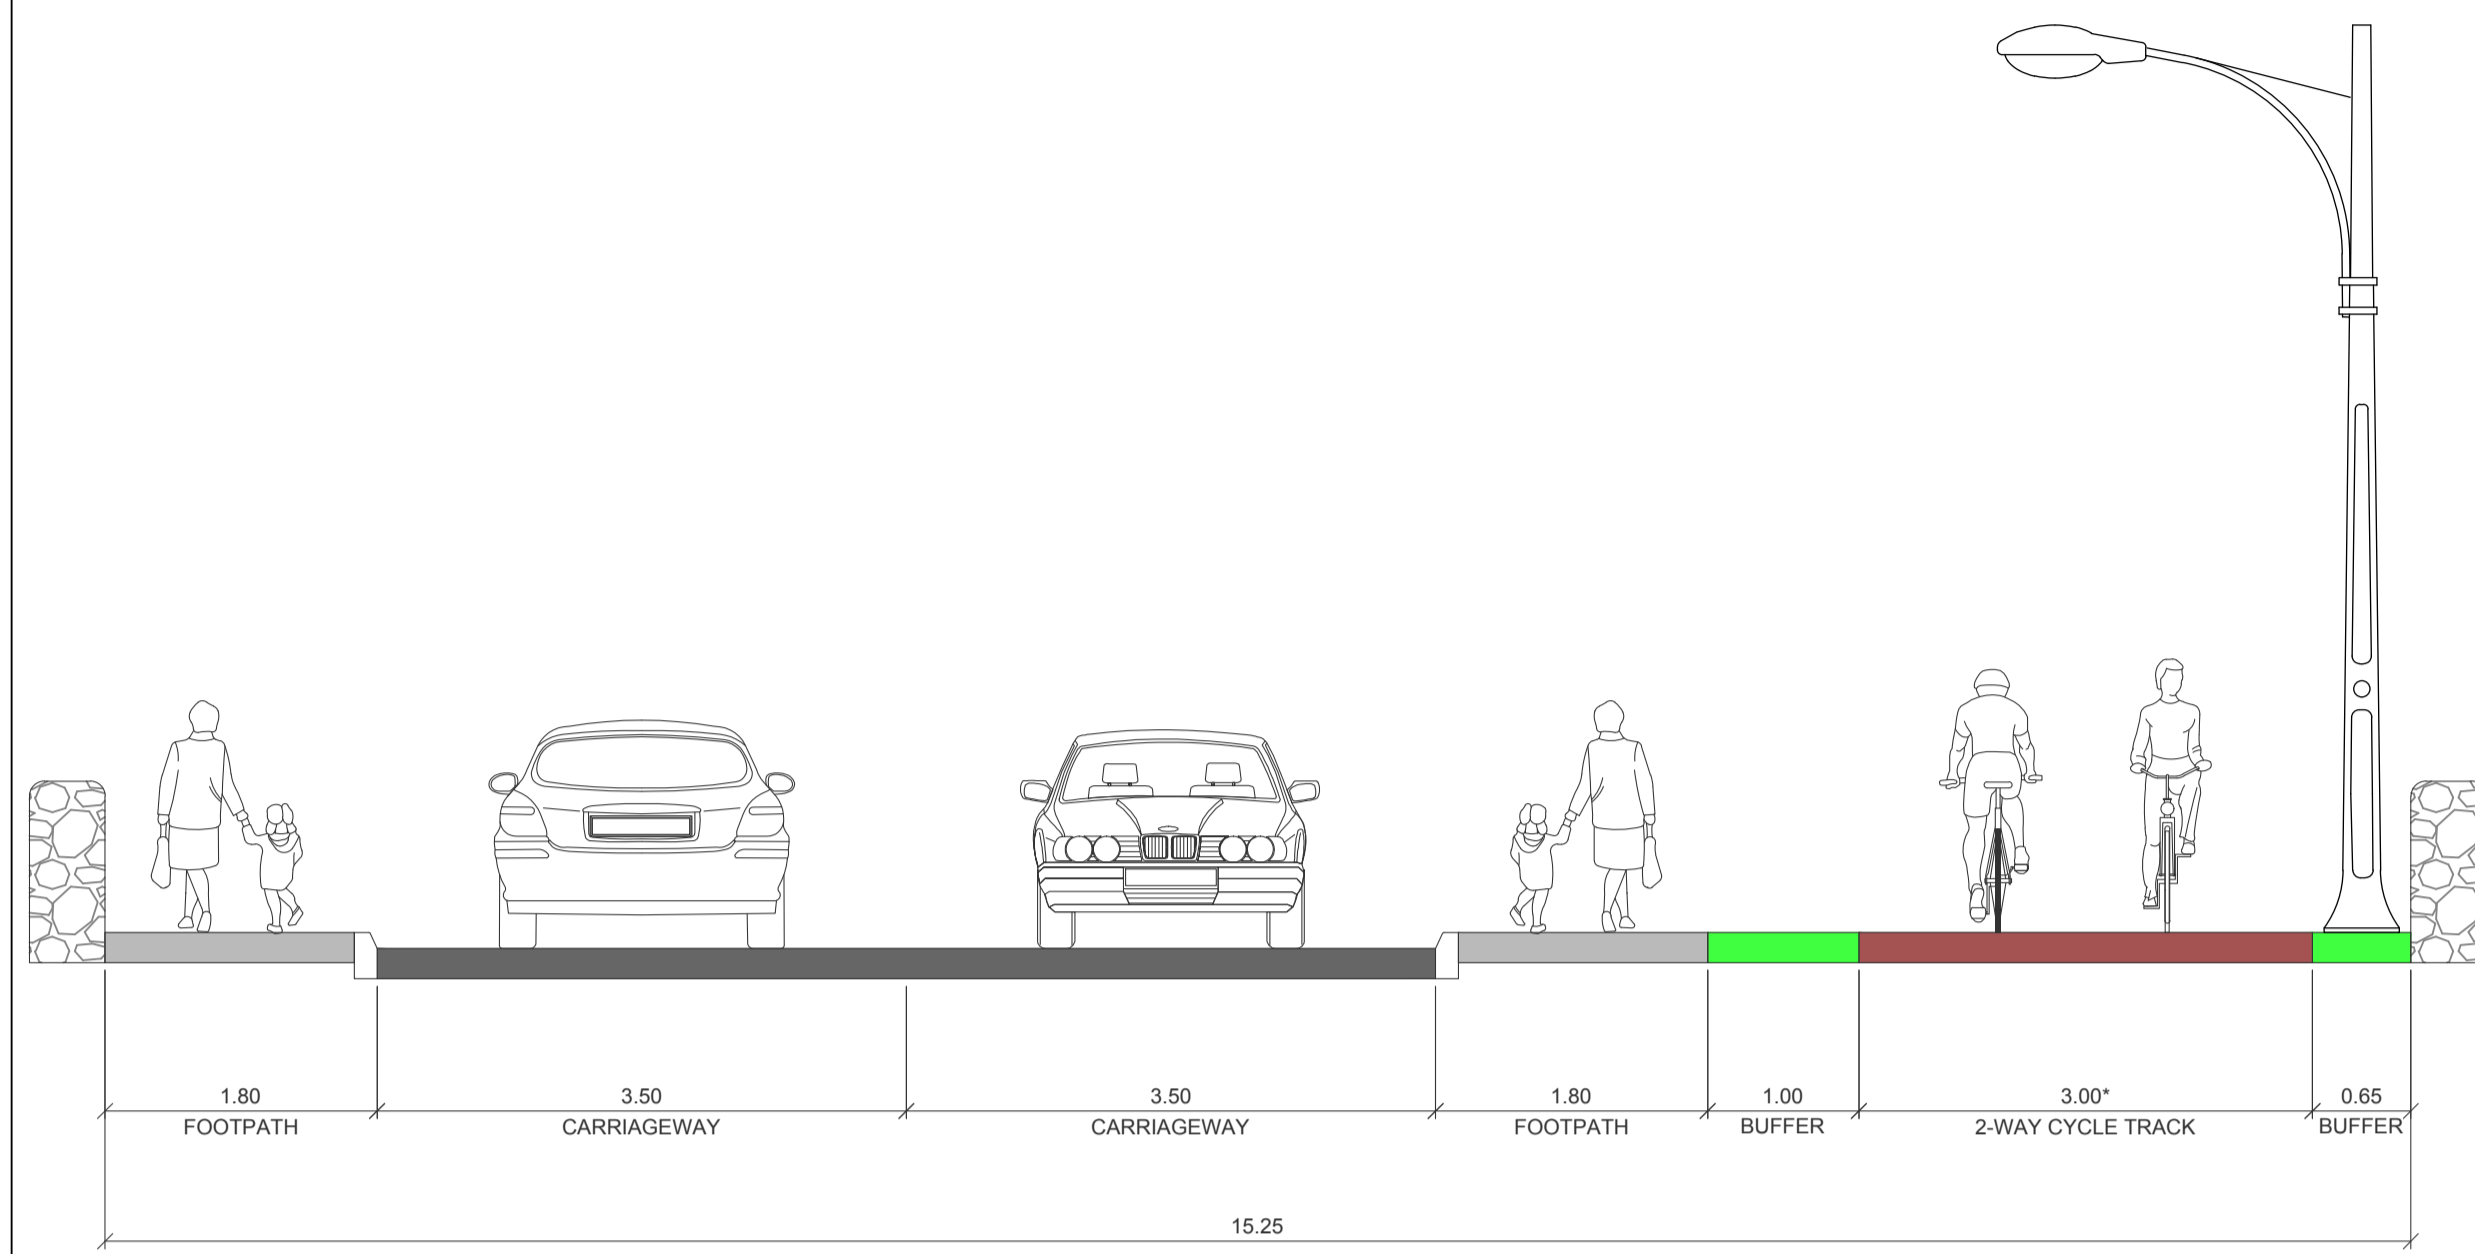 1.80
FOOTPATH
3.50
CARRIAGEWAY
3.50
CARRIAGEWAY
1.80
FOOTPATH
1.00
BUFFER
3.00*
2-WAY CYCLE TRACK
0.65
BUFFER
15.25